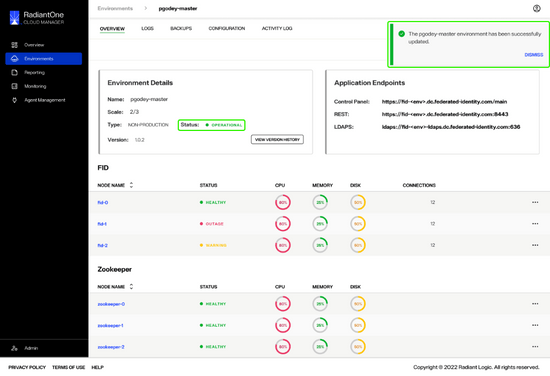 RadiantOne
CLOUD MANAGER
Environments > pgodey-master
OVERVIEW LOGS BACKUPS CONFIGURATION ACTIVITY LOG
The pgodey-master environment has been successfully
updated.
DISMISS
Overview
Environments
Reporting
Monitoring
Agent Management
Admin
Environment Details
Name: pgodey-master
Scale: 2/3
Type: NON-PRODUCTION Status: OPERATIONAL
Version: 1.0.2 VIEW VERSION HISTORY
Application Endpoints
Control Panel: https://fid-<env>.dc.federated-identity.com/main
REST: https://fid-<env>.dc.federated-identity.com:8443
LDAPS: ldaps://fid-<env>-ldaps.dc.federated-identity.com:636
FID
NODE NAME STATUS CPU MEMORY DISK CONNECTIONS
fid-0 HEALTHY 80% 25% 50% 12
fid-1 OUTAGE 80% 25% 50% 12
fid-2 WARNING 80% 25% 50% 12
Zookeeper
NODE NAME STATUS CPU MEMORY DISK
zookeeper-0 HEALTHY 80% 25% 50%
zookeeper-1 HEALTHY 80% 25% 50%
zookeeper-2 HEALTHY 80% 25% 50%
PRIVACY POLICY TERMS OF USE HELP
Copyright © 2022 Radiant Logic. All rights reserved.